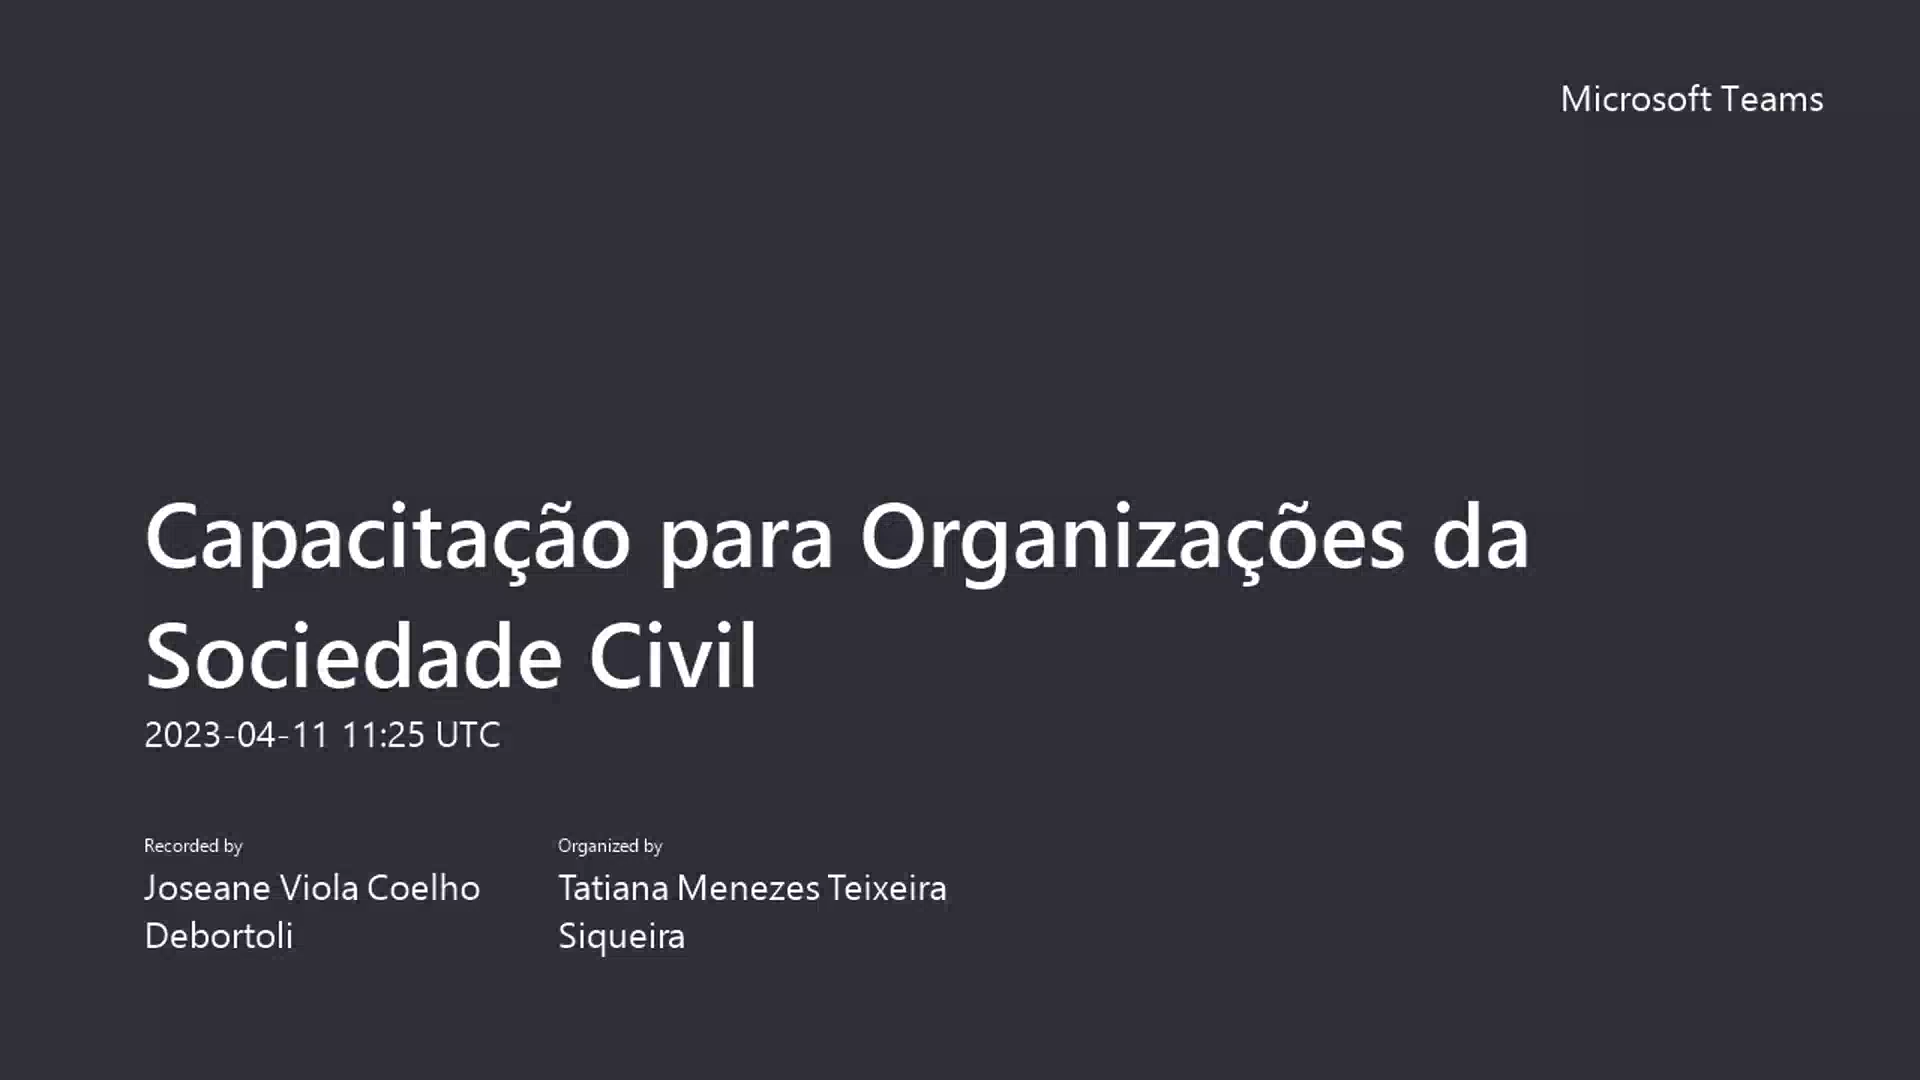 Microsoft Teams
Capacitação para Organizações da
Sociedade Civil
2023-04-11 11:25 UTC
Recorded by
Joseane Viola Coelho
Debortoli
Organized by
Tatiana Menezes Teixeira
Siqueira